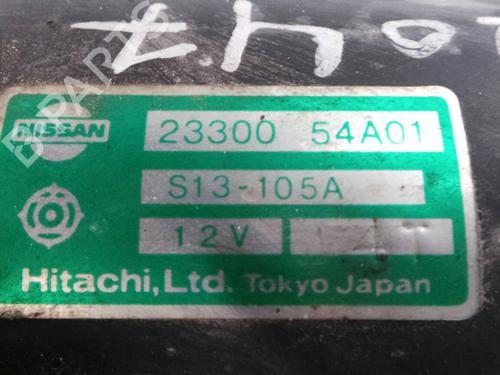 NISSAN
23300 54A01
S13-105A
12V
Hitachi, Ltd. Tokyo Japan